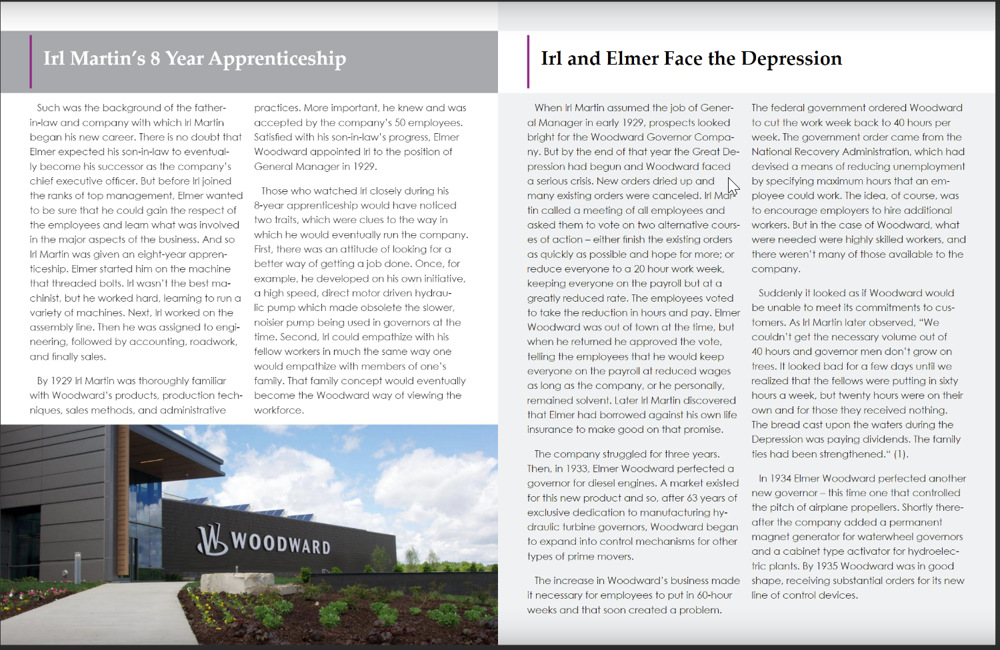 Irl Martin’s 8 Year Apprenticeship
Such was the background of the father-
in-law and company with which Irl Martin
began his new career. There is no doubt that
Elmer expected his son-in-law to eventual-
ly become his successor as the company’s
chief executive officer. But before Irl joined
the ranks of top management, Elmer wanted
to be sure that he could gain the respect of
the employees and learn what was involved
in the major aspects of the business. And so
Irl Martin was given an eight-year appren-
ticeship. Elmer started him on the machine
that threaded bolts. Irl wasn’t the best ma-
chinist, but he worked hard, learning to run a
variety of machines. Next, Irl worked on the
assembly line. Then he was assigned to engi-
neering, followed by accounting, roadwork,
and finally sales.
By 1929 Irl Martin was thoroughly familiar
with Woodward’s products, production tech-
niques, sales methods, and administrative
practices. More important, he knew and was
accepted by the company’s 50 employees.
Satisfied with his son-in-law’s progress, Elmer
Woodward appointed Irl to the position of
General Manager in 1929.
Those who watched Irl closely during his
8-year apprenticeship would have noticed
two traits, which were clues to the way in
which he would eventually run the company.
First, there was an attitude of looking for a
better way of getting a job done. Once, for
example, he developed on his own initiative,
a high speed, direct motor driven hydrau-
lic pump which made obsolete the slower,
noisier pump being used in governors at the
time. Second, Irl could empathize with his
fellow workers in much the same way one
would empathize with members of one’s
family. That family concept would eventually
become the Woodward way of viewing the
workforce.
WOODWARD
Irl and Elmer Face the Depression
When Irl Martin assumed the job of Gener-
al Manager in early 1929, prospects looked
bright for the Woodward Governor Compa-
ny. But by the end of that year the Great De-
pression had begun and Woodward faced
a serious crisis. New orders dried up and
many existing orders were canceled. Irl Mar-
tin called a meeting of all employees and
asked them to vote on two alternative cours-
es of action – either finish the existing orders
as quickly as possible and hope for more; or
reduce everyone to a 20 hour work week,
keeping everyone on the payroll but at a
greatly reduced rate. The employees voted
to take the reduction in hours and pay. Elmer
Woodward was out of town at the time, but
when he returned he approved the vote,
telling the employees that he would keep
everyone on the payroll at reduced wages
as long as the company, or he personally,
remained solvent. Later Irl Martin discovered
that Elmer had borrowed against his own life
insurance to make good on that promise.
The company struggled for three years.
Then, in 1933, Elmer Woodward perfected a
governor for diesel engines. A market existed
for this new product and so, after 63 years of
exclusive dedication to manufacturing hy-
draulic turbine governors, Woodward began
to expand into control mechanisms for other
types of prime movers.
The increase in Woodward’s business made
it necessary for employees to put in 60-hour
weeks and that soon created a problem.
The federal government ordered Woodward
to cut the work week back to 40 hours per
week. The government order came from the
National Recovery Administration, which had
devised a means of reducing unemployment
by specifying maximum hours that an em-
ployee could work. The idea, of course, was
to encourage employers to hire additional
workers. But in the case of Woodward, what
were needed were highly skilled workers, and
there weren’t many of those available to the
company.
Suddenly it looked as if Woodward would
be unable to meet its commitments to cus-
tomers. As Irl Martin later observed, “We
couldn’t get the necessary volume out of
40 hours and governor men don’t grow on
trees. It looked bad for a few days until we
realized that the fellows were putting in sixty
hours a week, but twenty hours were on their
own and for those they received nothing.
The bread cast upon the waters during the
Depression was paying dividends. The family
ties had been strengthened.“ (1).
In 1934 Elmer Woodward perfected another
new governor – this time one that controlled
the pitch of airplane propellers. Shortly there-
after the company added a permanent
magnet generator for waterwheel governors
and a cabinet type activator for hydroelec-
tric plants. By 1935 Woodward was in good
shape, receiving substantial orders for its new
line of control devices.